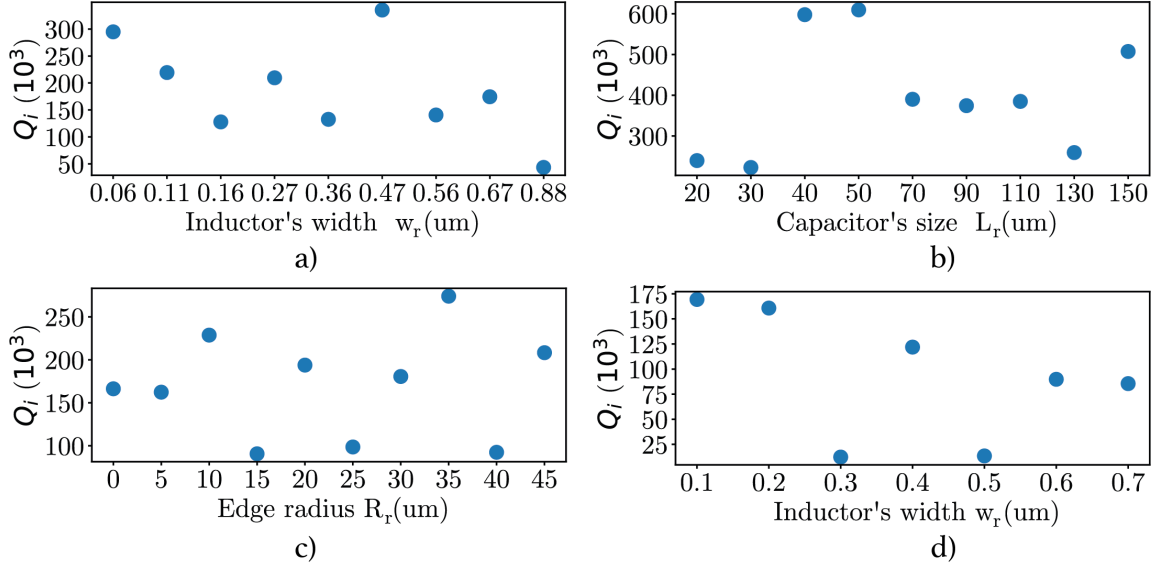 Q_i (10^3)
300
250
200
150
100
50
0.06 0.11 0.16 0.27 0.36 0.47 0.56 0.67 0.88
Inductor's width w_r(um)
a)
Q_i (10^3)
600
500
400
300
20 30 40 50 70 90 110 130 150
Capacitor's size L_r(um)
b)
Q_i (10^3)
250
200
150
100
0 5 10 15 20 25 30 35 40 45
Edge radius R_r(um)
c)
Q_i (10^3)
175
150
125
100
75
50
25
0.1 0.2 0.3 0.4 0.5 0.6 0.7
Inductor's width w_r(um)
d)